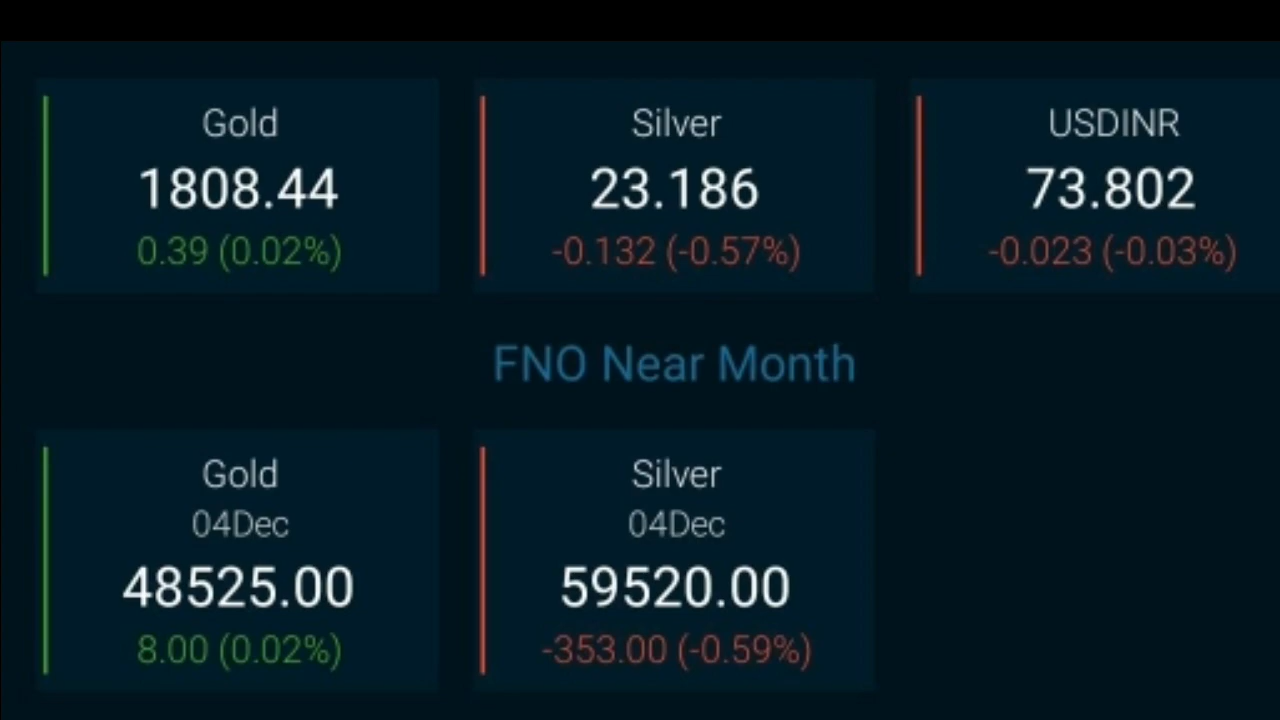 Gold
1808.44
0.39 (0.02%)
Silver
23.186
-0.132 (-0.57%)
USDINR
73.802
-0.023 (-0.03%)
FNO Near Month
Gold
04Dec
48525.00
8.00 (0.02%)
Silver
04Dec
59520.00
-353.00 (-0.59%)